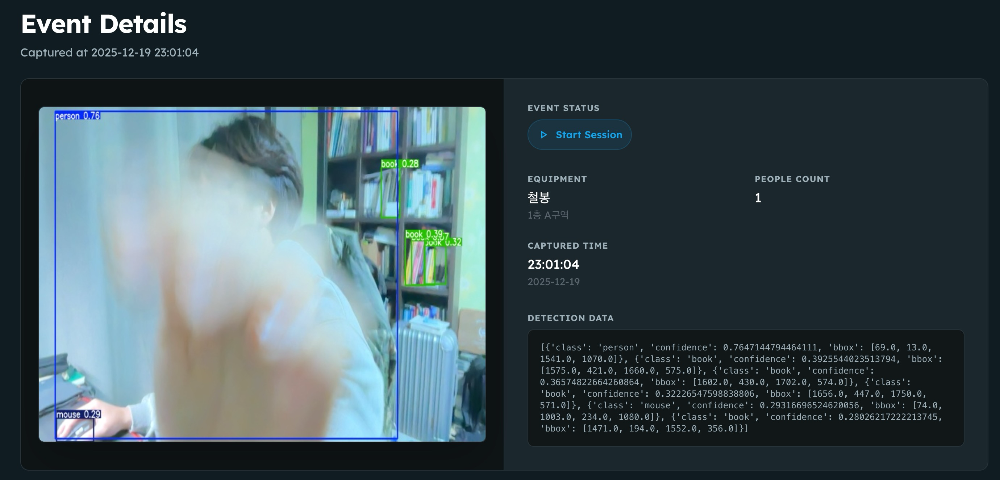 Event Details
Captured at 2025-12-19 23:01:04
person 0.76
book 0.28
book 0.39
book 0.32
mouse 0.29
EVENT STATUS
Start Session
EQUIPMENT
철봉
1층 A구역
PEOPLE COUNT
1
CAPTURED TIME
23:01:04
2025-12-19
DETECTION DATA
[{'class': 'person', 'confidence': 0.7647144794464111, 'bbox': [69.0, 13.0,
1541.0, 1070.0]}, {'class': 'book', 'confidence': 0.3925544023513794, 'bbox':
[1575.0, 421.0, 1660.0, 575.0]}, {'class': 'book', 'confidence':
0.36574822664260864, 'bbox': [1602.0, 430.0, 1702.0, 574.0]}, {'class':
'book', 'confidence': 0.32226547598838806, 'bbox': [1656.0, 447.0, 1750.0,
571.0]}, {'class': 'mouse', 'confidence': 0.29316696524620056, 'bbox': [74.0,
1003.0, 234.0, 1080.0]}, {'class': 'book', 'confidence': 0.28026217222213745,
'bbox': [1471.0, 194.0, 1552.0, 356.0]}]